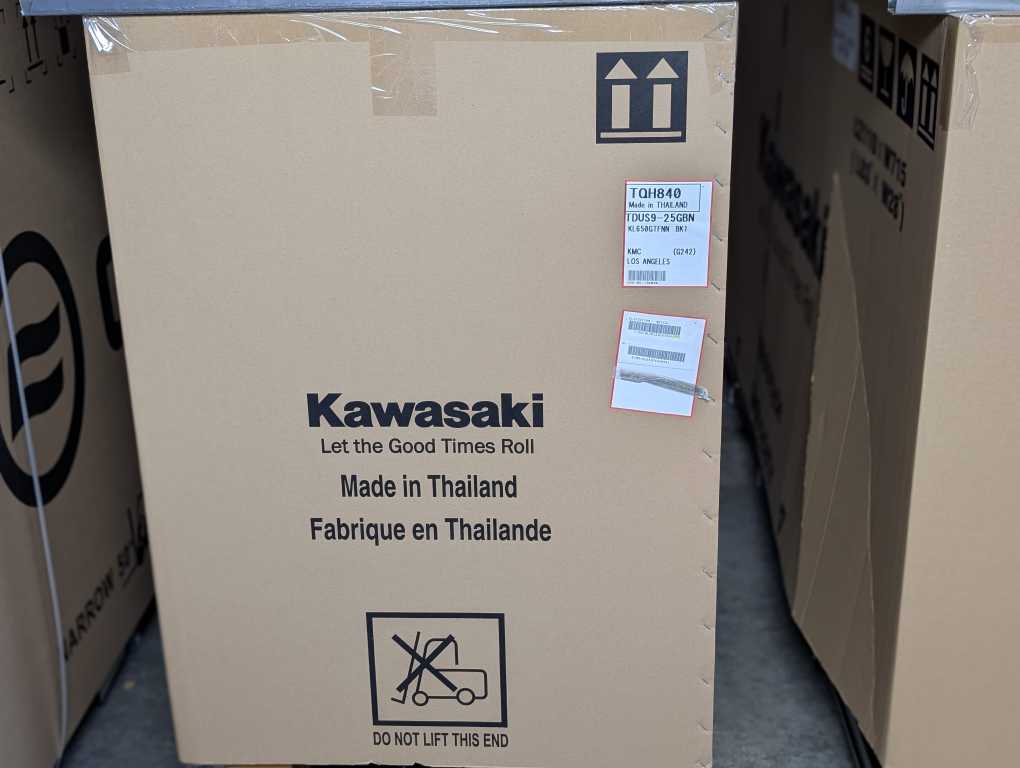 TQH840
Made in THAILAND
TDUS9-25GBN
KL650GTFNN BK7
KMC (G242)
LOS ANGELES
Kawasaki
Let the Good Times Roll
Made in Thailand
Fabrique en Thailande
DO NOT LIFT THIS END